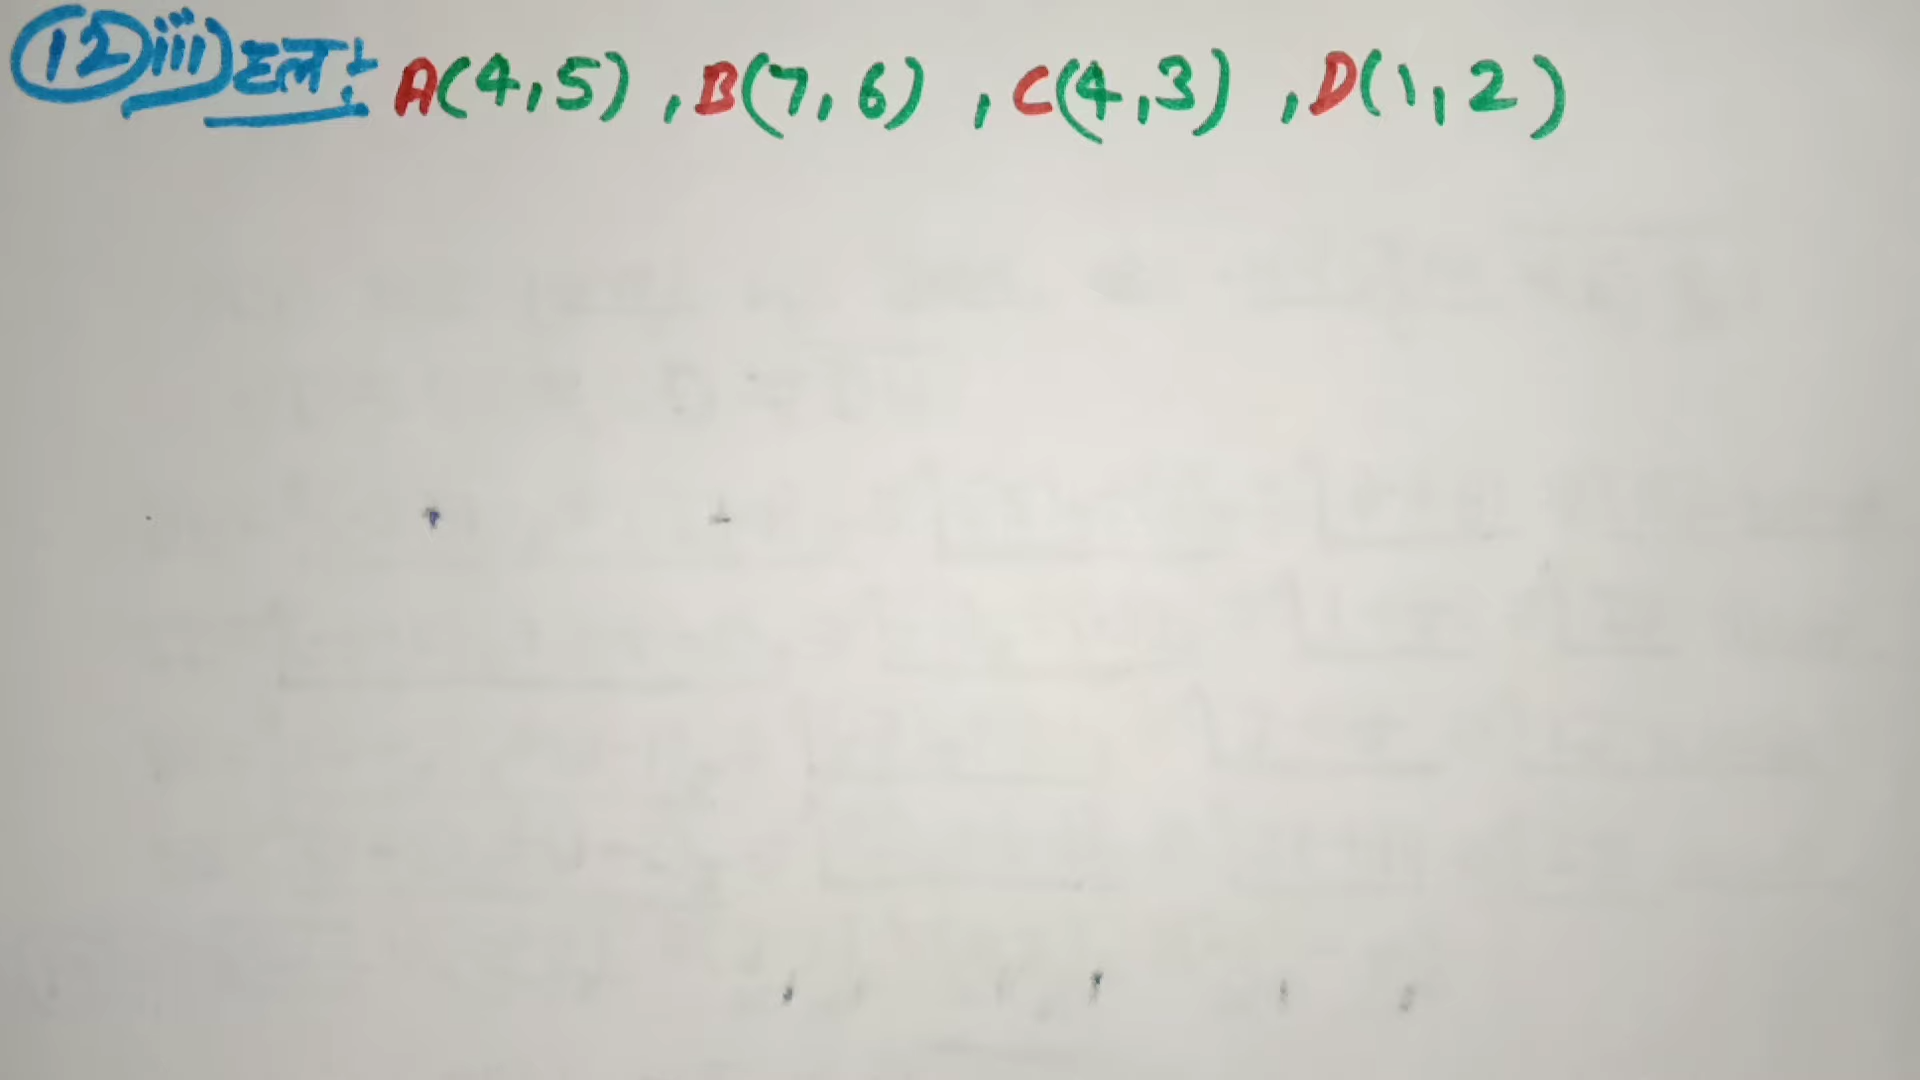 12 iii) हल :- A(4,5) , B(7,6) , C(4,3) , D(1,2)